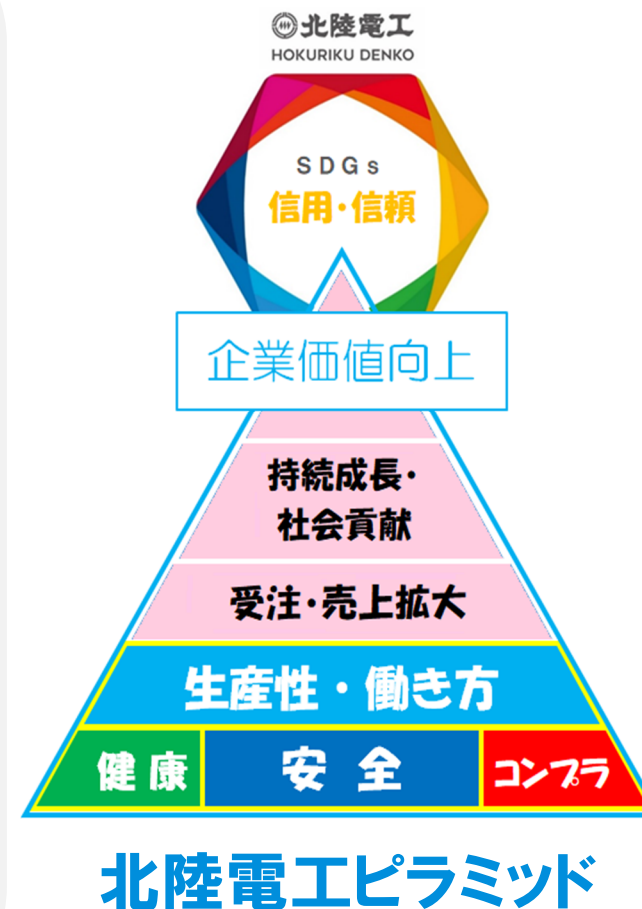 北陸電工
HOKURIKU DENKO
SDGs
信用・信頼
企業価値向上
持続成長・
社会貢献
受注・売上拡大
生産性・働き方
健康 安全 コンプラ
北陸電工ピラミッド